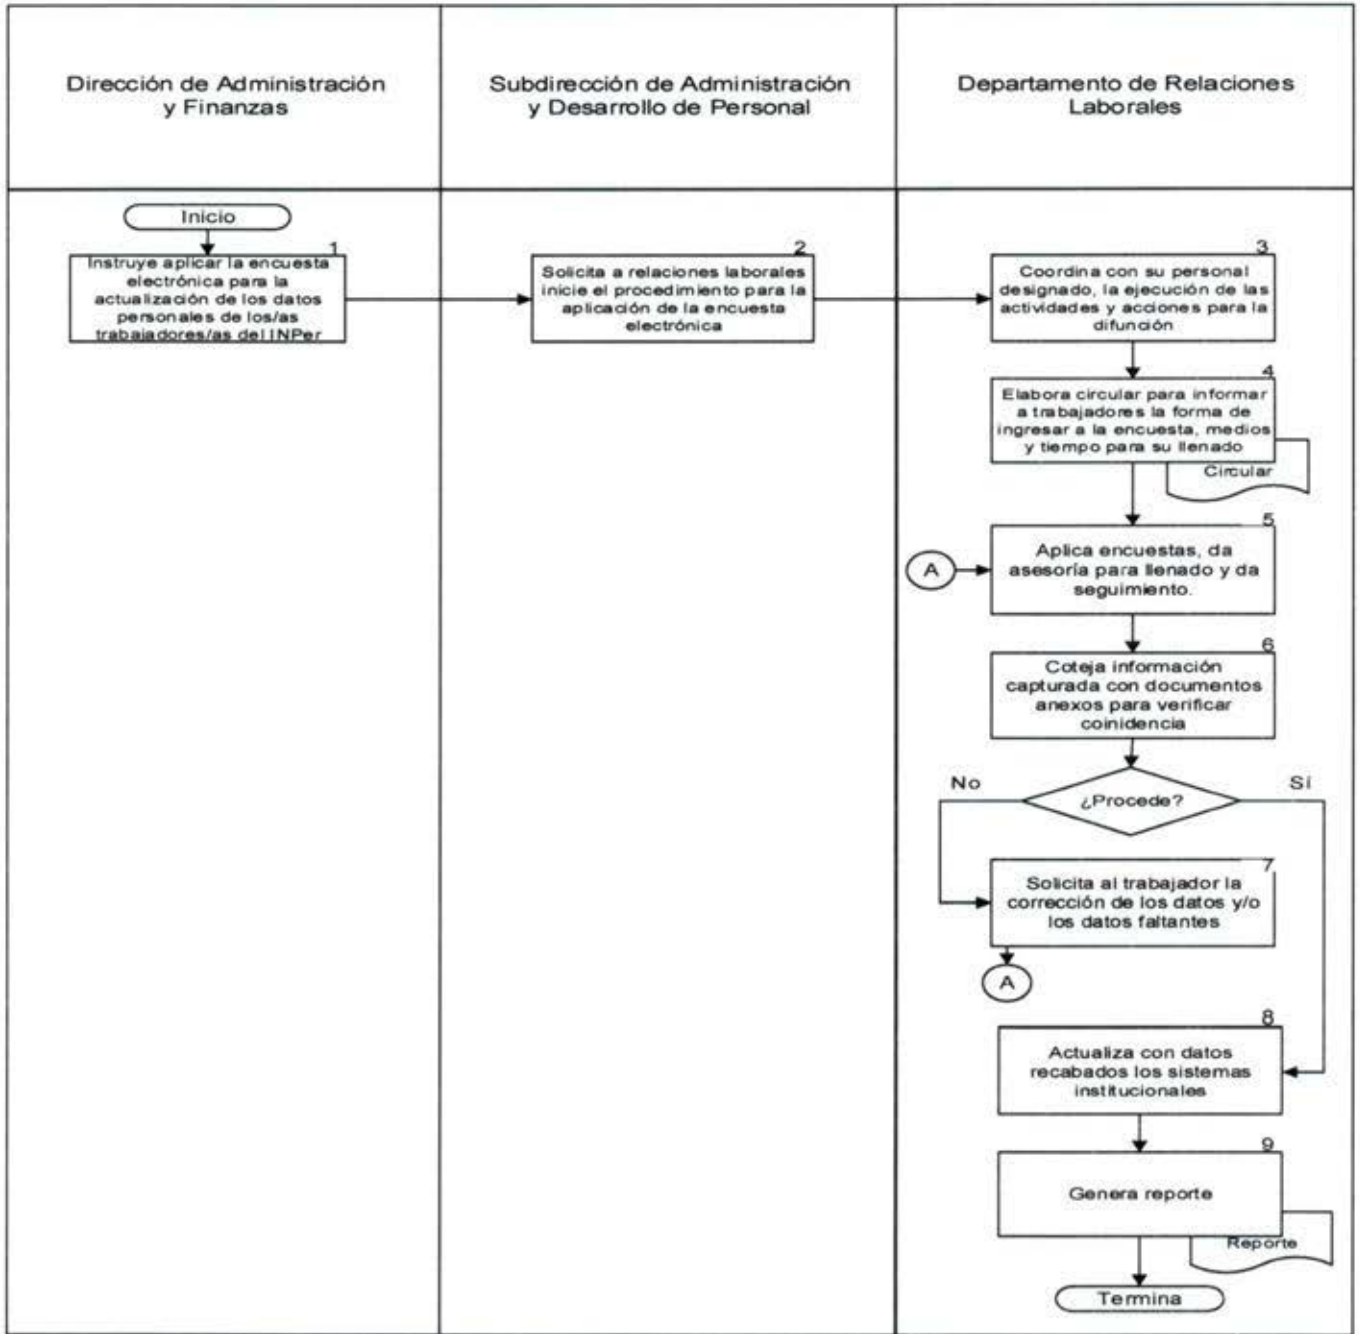 Dirección de Administración
y Finanzas
Subdirección de Administración
y Desarrollo de Personal
Departamento de Relaciones
Laborales
Inicio
1
Instruye aplicar la encuesta
electrónica para la
actualización de los datos
personales de los/as
trabajadores/as del INPer
2
Solicita a relaciones laborales
inicie el procedimiento para la
aplicación de la encuesta
electrónica
3
Coordina con su personal
designado, la ejecución de las
actividades y acciones para la
difunción
4
Elabora circular para informar
a trabajadores la forma de
ingresar a la encuesta, medios
y tiempo para su llenado
Circular
5
A
Aplica encuestas, da
asesoría para llenado y da
seguimiento.
6
Coteja información
capturada con documentos
anexos para verificar
coinidencia
No
¿Procede?
Sí
7
Solicita al trabajador la
corrección de los datos y/o
los datos faltantes
A
8
Actualiza con datos
recabados los sistemas
institucionales
9
Genera reporte
Reporte
Termina